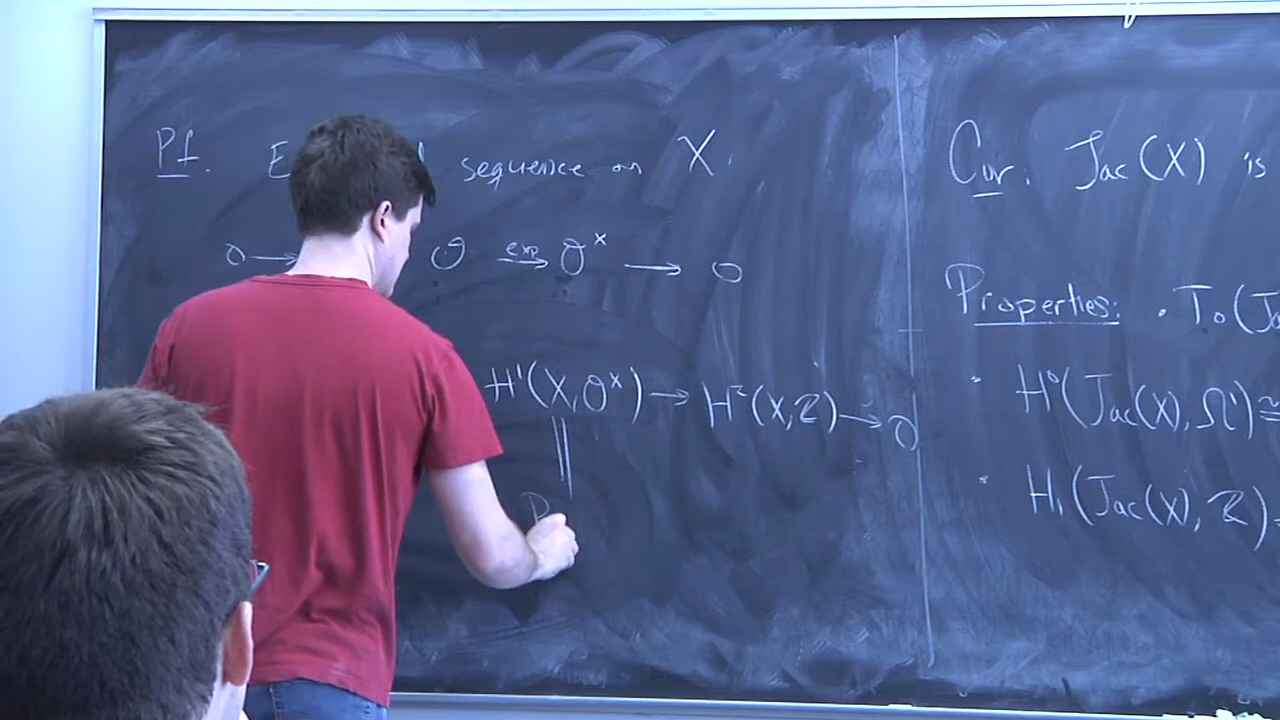 Pf. E sequence on X.
0 → O exp→ O^× → 0
H¹(X,O^×) → H²(X,ℤ) → 0
P
Cor. Jac(X) is
Properties: · T₀(Ja
· H⁰(Jac(X),Ω¹) ≅
· H₁(Jac(X),ℤ)